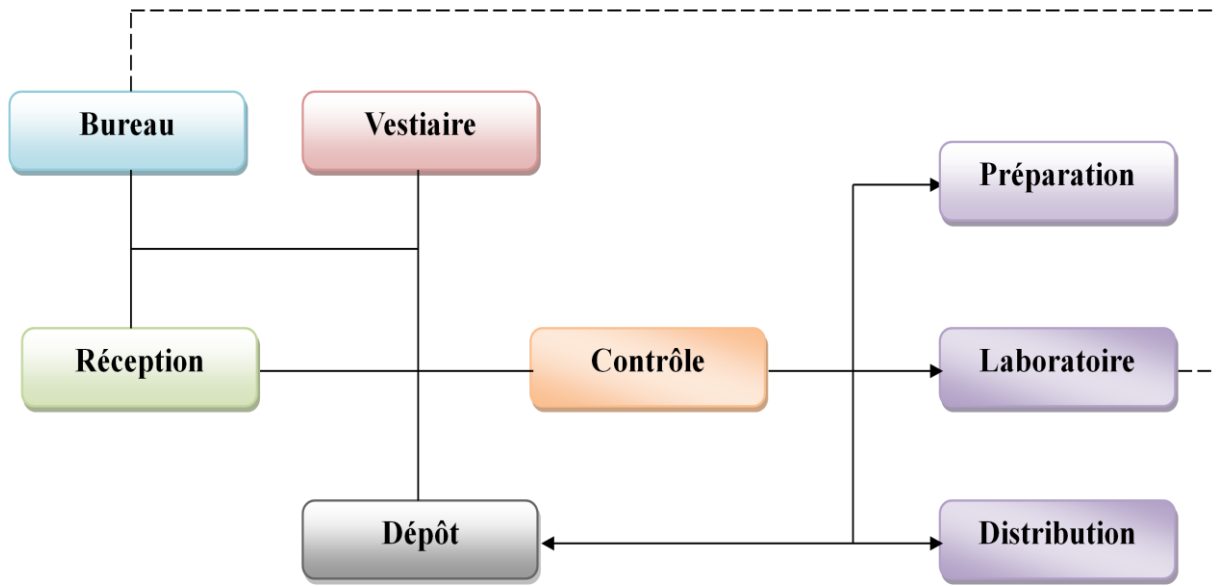 Bureau
Vestiaire
Préparation
Réception
Contrôle
Laboratoire
Dépôt
Distribution